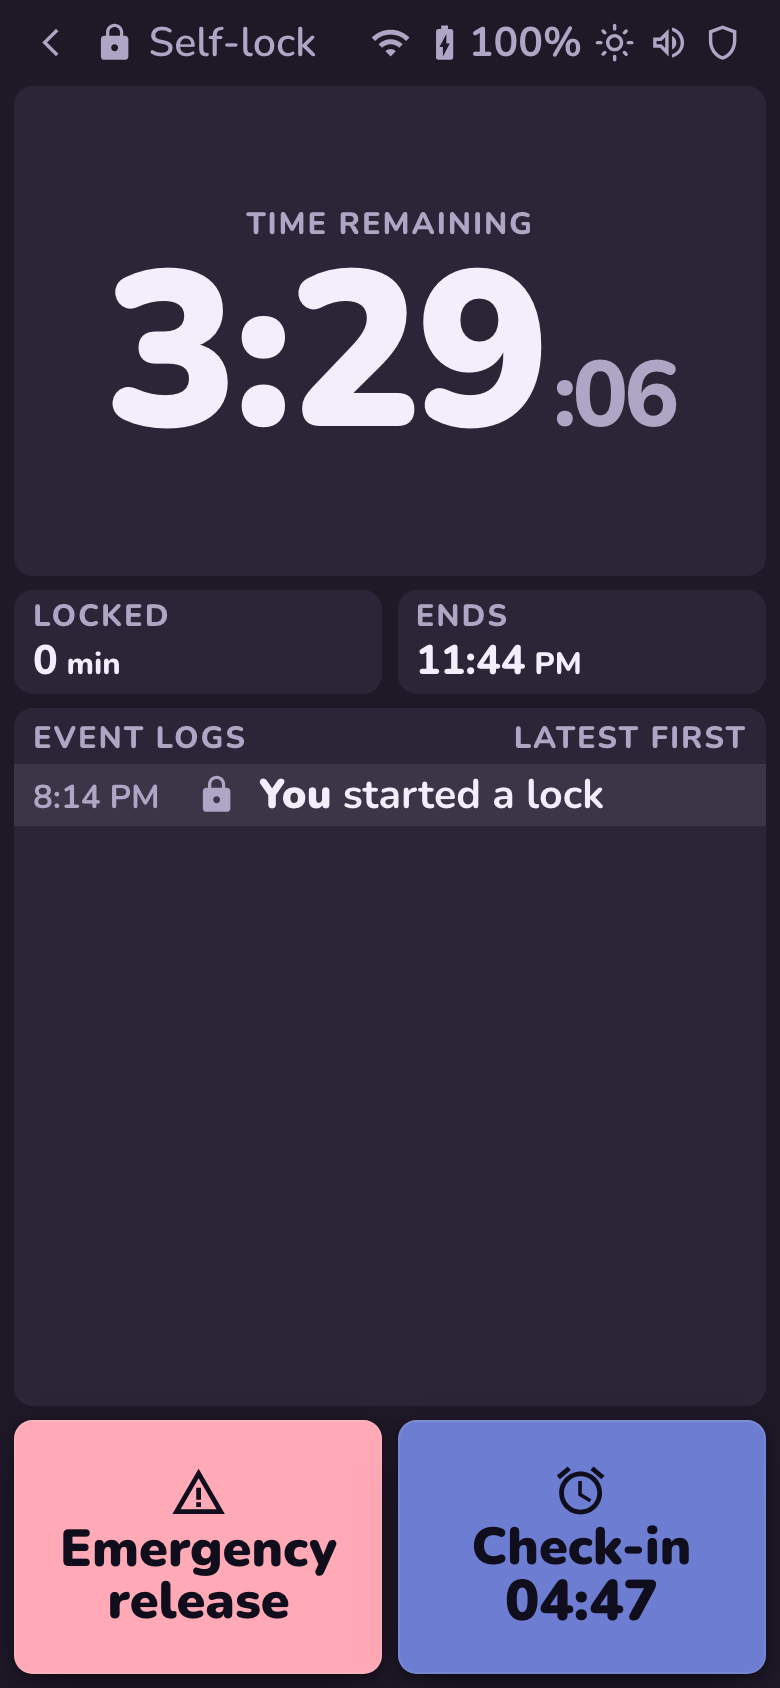 Self-lock 100%
TIME REMAINING
3:29:06
LOCKED
0 min
ENDS
11:44 PM
EVENT LOGS LATEST FIRST
8:14 PM You started a lock
Emergency
release
Check-in
04:47